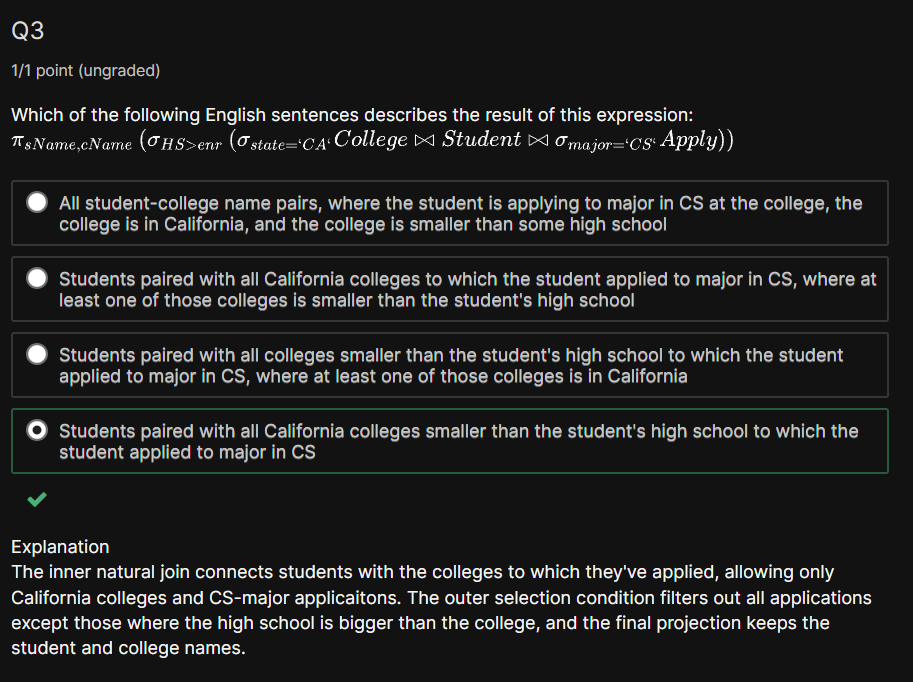 Q3
1/1 point (ungraded)
Which of the following English sentences describes the result of this expression:
π_{sName,cName} (σ_{HS>enr} (σ_{state=‘CA‘}College ⋈ Student ⋈ σ_{major=‘CS‘}Apply))
All student-college name pairs, where the student is applying to major in CS at the college, the
college is in California, and the college is smaller than some high school
Students paired with all California colleges to which the student applied to major in CS, where at
least one of those colleges is smaller than the student's high school
Students paired with all colleges smaller than the student's high school to which the student
applied to major in CS, where at least one of those colleges is in California
Students paired with all California colleges smaller than the student's high school to which the
student applied to major in CS
Explanation
The inner natural join connects students with the colleges to which they've applied, allowing only
California colleges and CS-major applicaitons. The outer selection condition filters out all applications
except those where the high school is bigger than the college, and the final projection keeps the
student and college names.